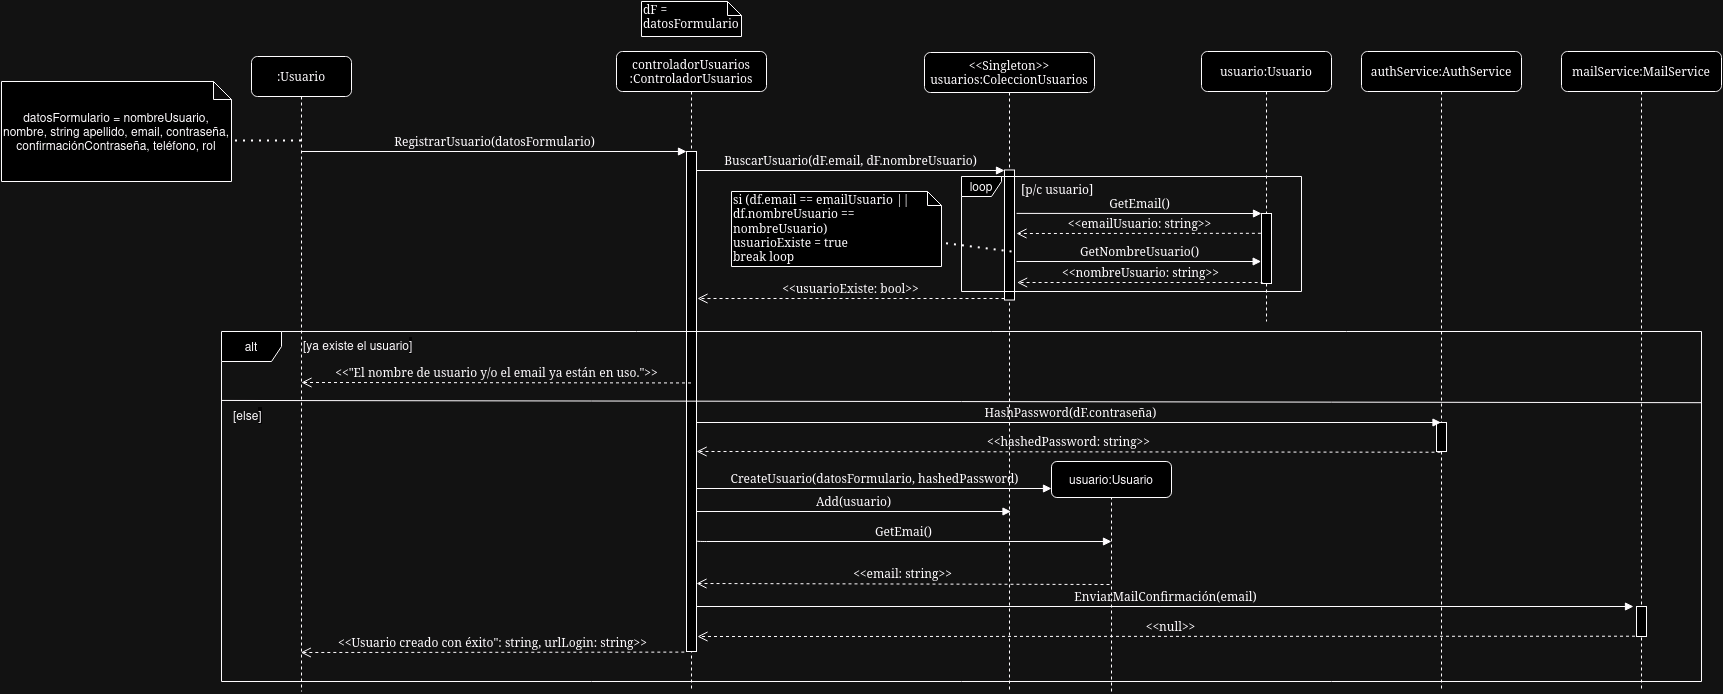 dF =
datosFormulario
:Usuario
controladorUsuarios
:ControladorUsuarios
<<Singleton>>
usuarios:ColeccionUsuarios
usuario:Usuario
authService:AuthService
mailService:MailService
datosFormulario = nombreUsuario,
nombre, string apellido, email, contraseña,
confirmaciónContraseña, teléfono, rol
RegistrarUsuario(datosFormulario)
BuscarUsuario(dF.email, dF.nombreUsuario)
loop
[p/c usuario]
si (df.email == emailUsuario ||
df.nombreUsuario ==
nombreUsuario)
usuarioExiste = true
break loop
GetEmail()
<<emailUsuario: string>>
GetNombreUsuario()
<<nombreUsuario: string>>
<<usuarioExiste: bool>>
alt
[ya existe el usuario]
<<"El nombre de usuario y/o el email ya están en uso.">>
[else]
HashPassword(dF.contraseña)
<<hashedPassword: string>>
CreateUsuario(datosFormulario, hashedPassword)
usuario:Usuario
Add(usuario)
GetEmai()
<<email: string>>
EnviarMailConfirmación(email)
<<null>>
<<Usuario creado con éxito": string, urlLogin: string>>